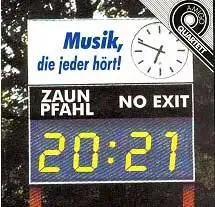 Musik,
die jeder hört!
AMIGA
QUARTETT
ZAUN
PFAHL
NO EXIT
20:21